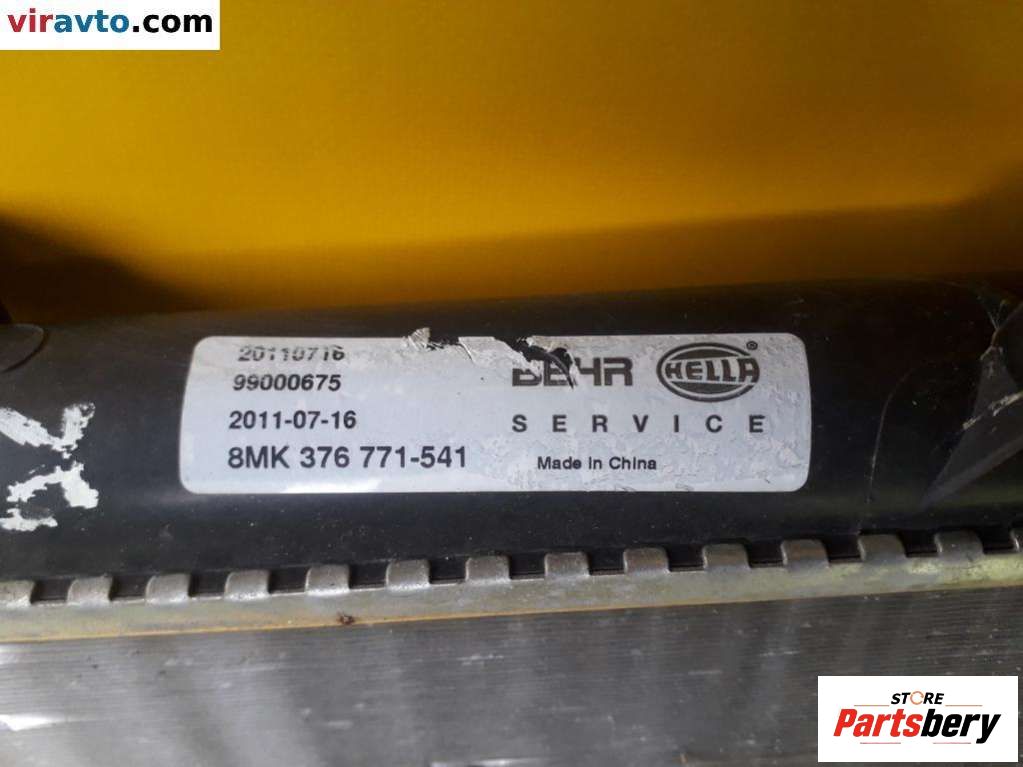 viravto.com
20110716
99000675
2011-07-16
8MK 376 771-541
BEHR
HELLA ®
SERVICE
Made in China
STORE
Partsbery